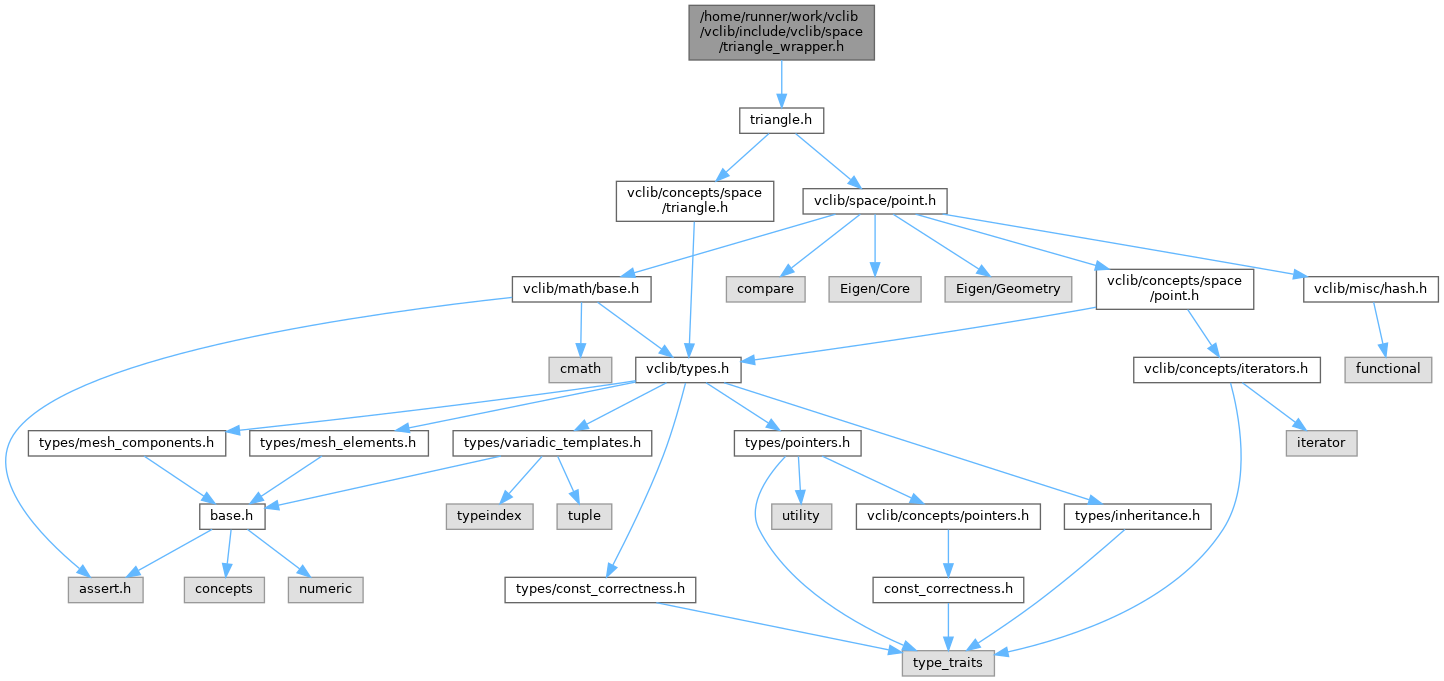 /home/runner/work/vclib
/vclib/include/vclib/space
/triangle_wrapper.h
triangle.h
vclib/concepts/space
/triangle.h
vclib/space/point.h
vclib/math/base.h
compare
Eigen/Core
Eigen/Geometry
vclib/concepts/space
/point.h
vclib/misc/hash.h
cmath
vclib/types.h
vclib/concepts/iterators.h
functional
types/mesh_components.h
types/mesh_elements.h
types/variadic_templates.h
types/pointers.h
iterator
base.h
typeindex
tuple
utility
vclib/concepts/pointers.h
types/inheritance.h
assert.h
concepts
numeric
types/const_correctness.h
const_correctness.h
type_traits